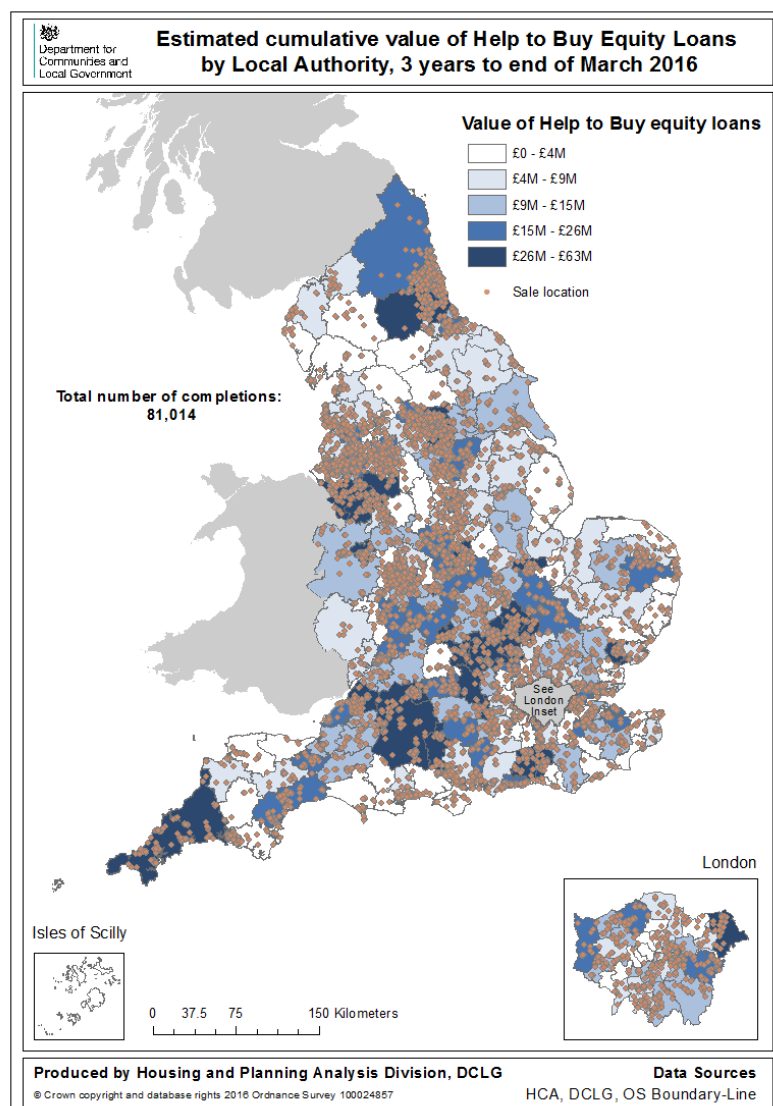 Department for
Communities and
Local Government
Estimated cumulative value of Help to Buy Equity Loans
by Local Authority, 3 years to end of March 2016
Value of Help to Buy equity loans
£0 - £4M
£4M - £9M
£9M - £15M
£15M - £26M
£26M - £63M
Sale location
Total number of completions:
81,014
See
London
Inset
London
Isles of Scilly
0 37.5 75 150 Kilometers
Produced by Housing and Planning Analysis Division, DCLG
Data Sources
© Crown copyright and database rights 2016 Ordnance Survey 100024857
HCA, DCLG, OS Boundary-Line